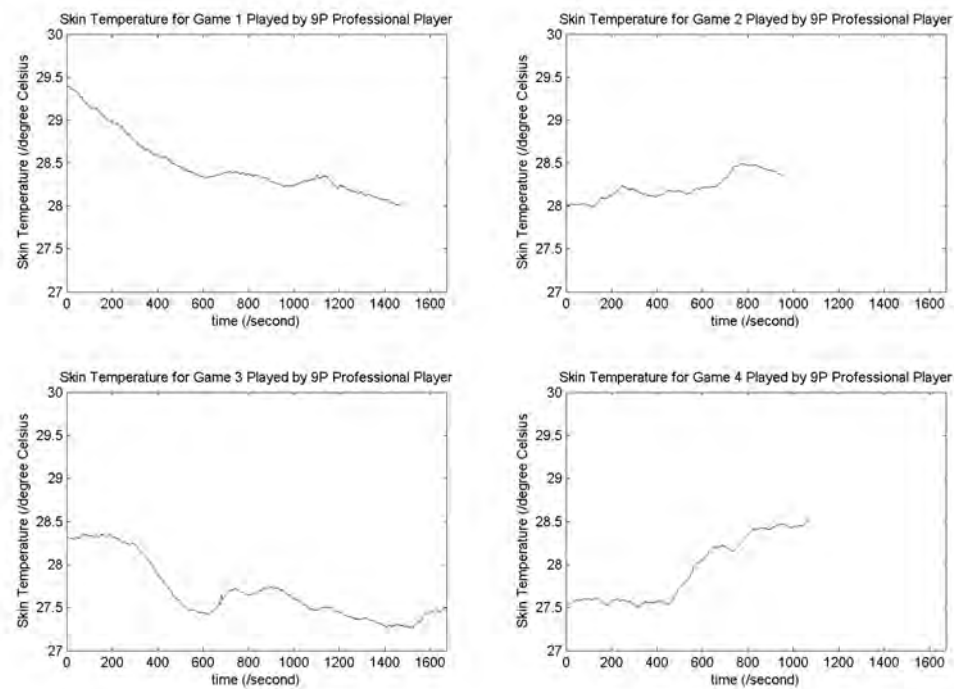 Skin Temperature for Game 1 Played by 9P Professional Player
30
29.5
29
28.5
28
27.5
27
Skin Temperature (/degree Celsius
0 200 400 600 800 1000 1200 1400 1600
time (/second)
Skin Temperature for Game 2 Played by 9P Professional Player
30
29.5
29
28.5
28
27.5
27
Skin Temperature (/degree Celsius
0 200 400 600 800 1000 1200 1400 1600
time (/second)
Skin Temperature for Game 3 Played by 9P Professional Player
30
29.5
29
28.5
28
27.5
27
Skin Temperature (/degree Celsius
0 200 400 600 800 1000 1200 1400 1600
time (/second)
Skin Temperature for Game 4 Played by 9P Professional Player
30
29.5
29
28.5
28
27.5
27
Skin Temperature (/degree Celsius
0 200 400 600 800 1000 1200 1400 1600
time (/second)